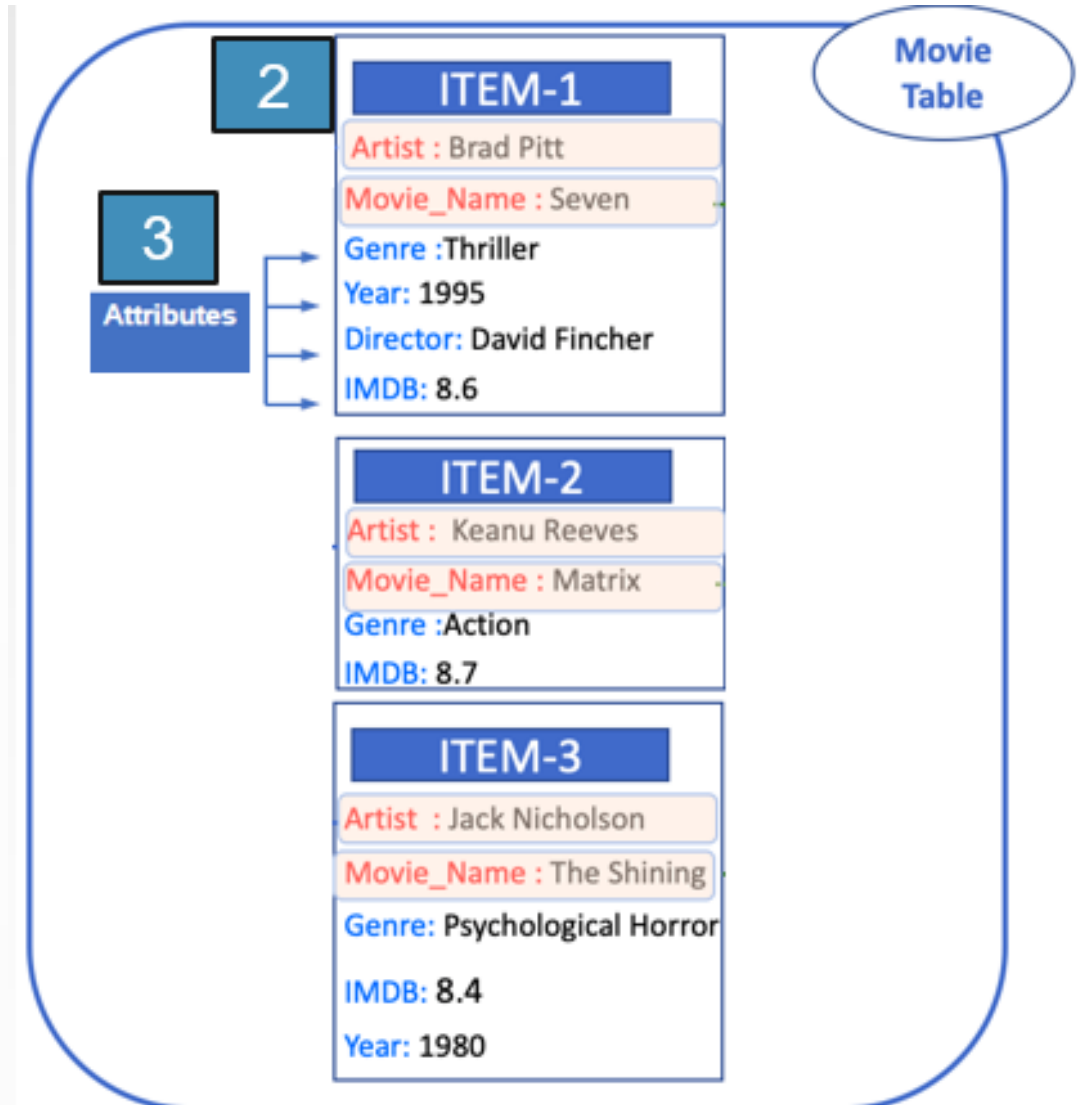 Movie
Table
2
ITEM-1
Artist : Brad Pitt
Movie_Name : Seven
3
Attributes
Genre :Thriller
Year: 1995
Director: David Fincher
IMDB: 8.6
ITEM-2
Artist : Keanu Reeves
Movie_Name : Matrix
Genre :Action
IMDB: 8.7
ITEM-3
Artist : Jack Nicholson
Movie_Name : The Shining
Genre: Psychological Horror
IMDB: 8.4
Year: 1980